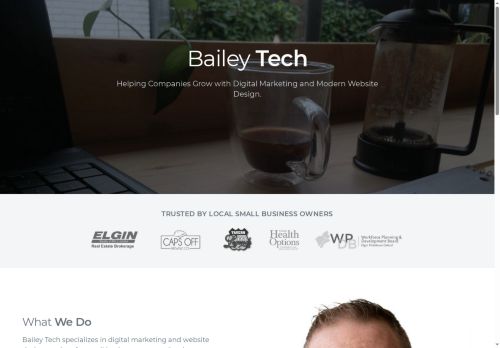 Bailey Tech
Helping Companies Grow with Digital Marketing and Modern Website
Design.
TRUSTED BY LOCAL SMALL BUSINESS OWNERS
ELGIN
Real Estate Brokerage
CAPS OFF
Health
Options
WPDB
Workforce Planning &
Development Board
What We Do
Bailey Tech specializes in digital marketing and website